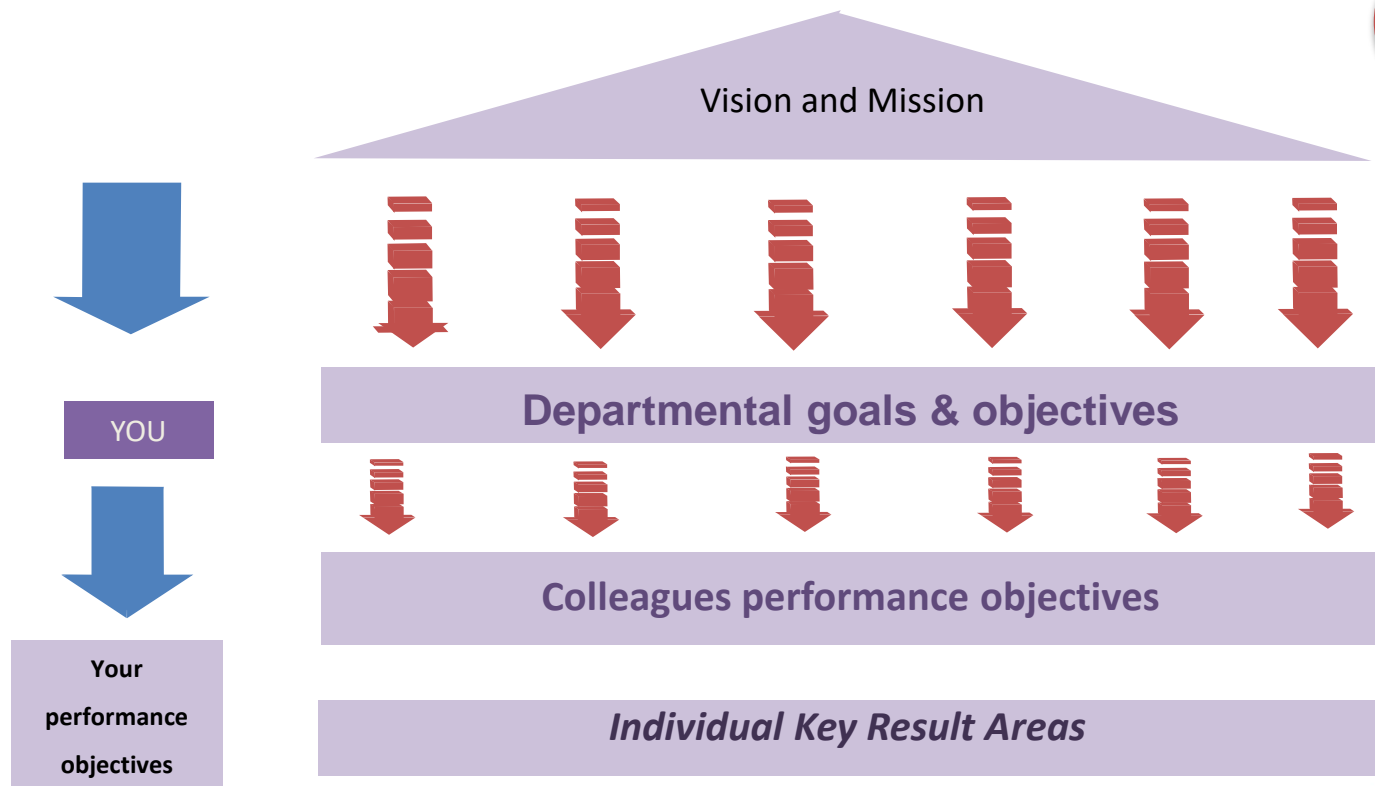 Vision and Mission
YOU
Departmental goals & objectives
Colleagues performance objectives
Your
performance
objectives
Individual Key Result Areas